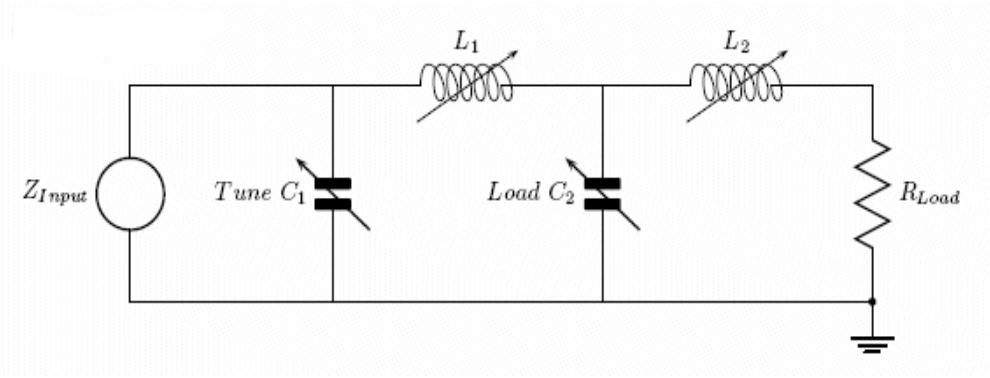 L1
L2
ZInput
Tune C1
Load C2
RLoad